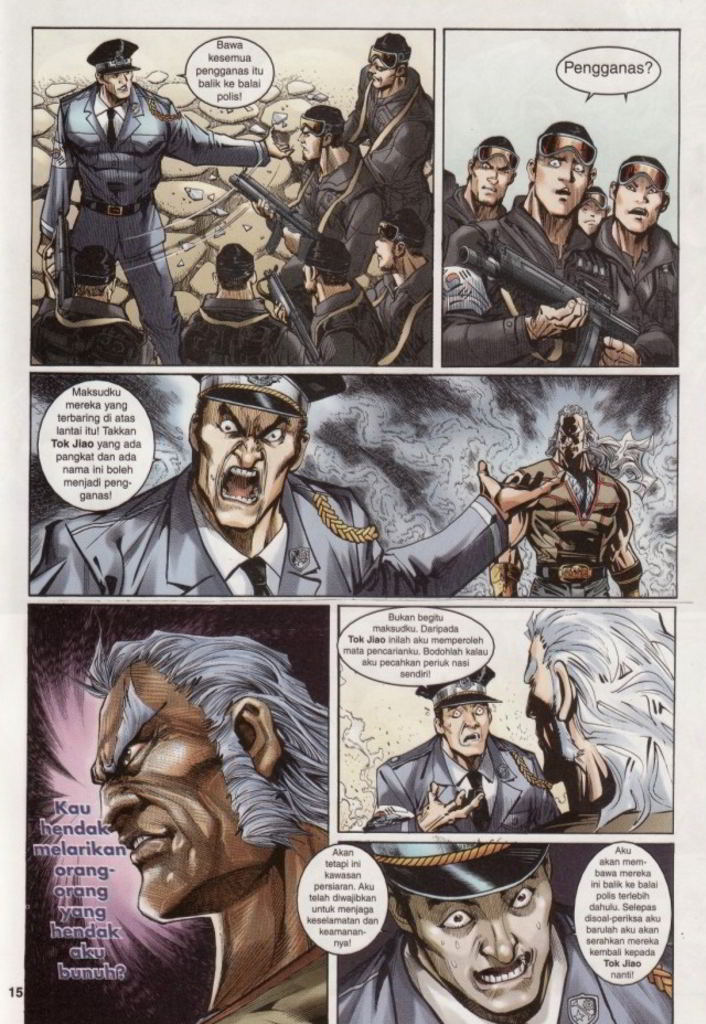 Bawa
kesemua
pengganas itu
balik ke balai
polis!
Pengganas?
Maksudku
mereka yang
terbaring di atas
lantai itu! Takkan
Tok Jiao yang ada
pangkat dan ada
nama ini boleh
menjadi peng-
ganas!
Kau
hendak
melarikan
orang-
orang
yang
hendak
aku
bunuh?
Bukan begitu
maksudku. Daripada
Tok Jiao inilah aku memperoleh
mata pencarianku. Bodohlah kalau
aku pecahkan periuk nasi
sendiri!
Akan
tetapi ini
kawasan
persiaran. Aku
telah diwajibkan
untuk menjaga
keselamatan dan
keamanan-
nya!
Aku
akan mem-
bawa mereka
ini balik ke balai
polis terlebih
dahulu. Selepas
disoal-periksa aku
barulah aku akan
serahkan mereka
kembali kepada
Tok Jiao
nanti!
15